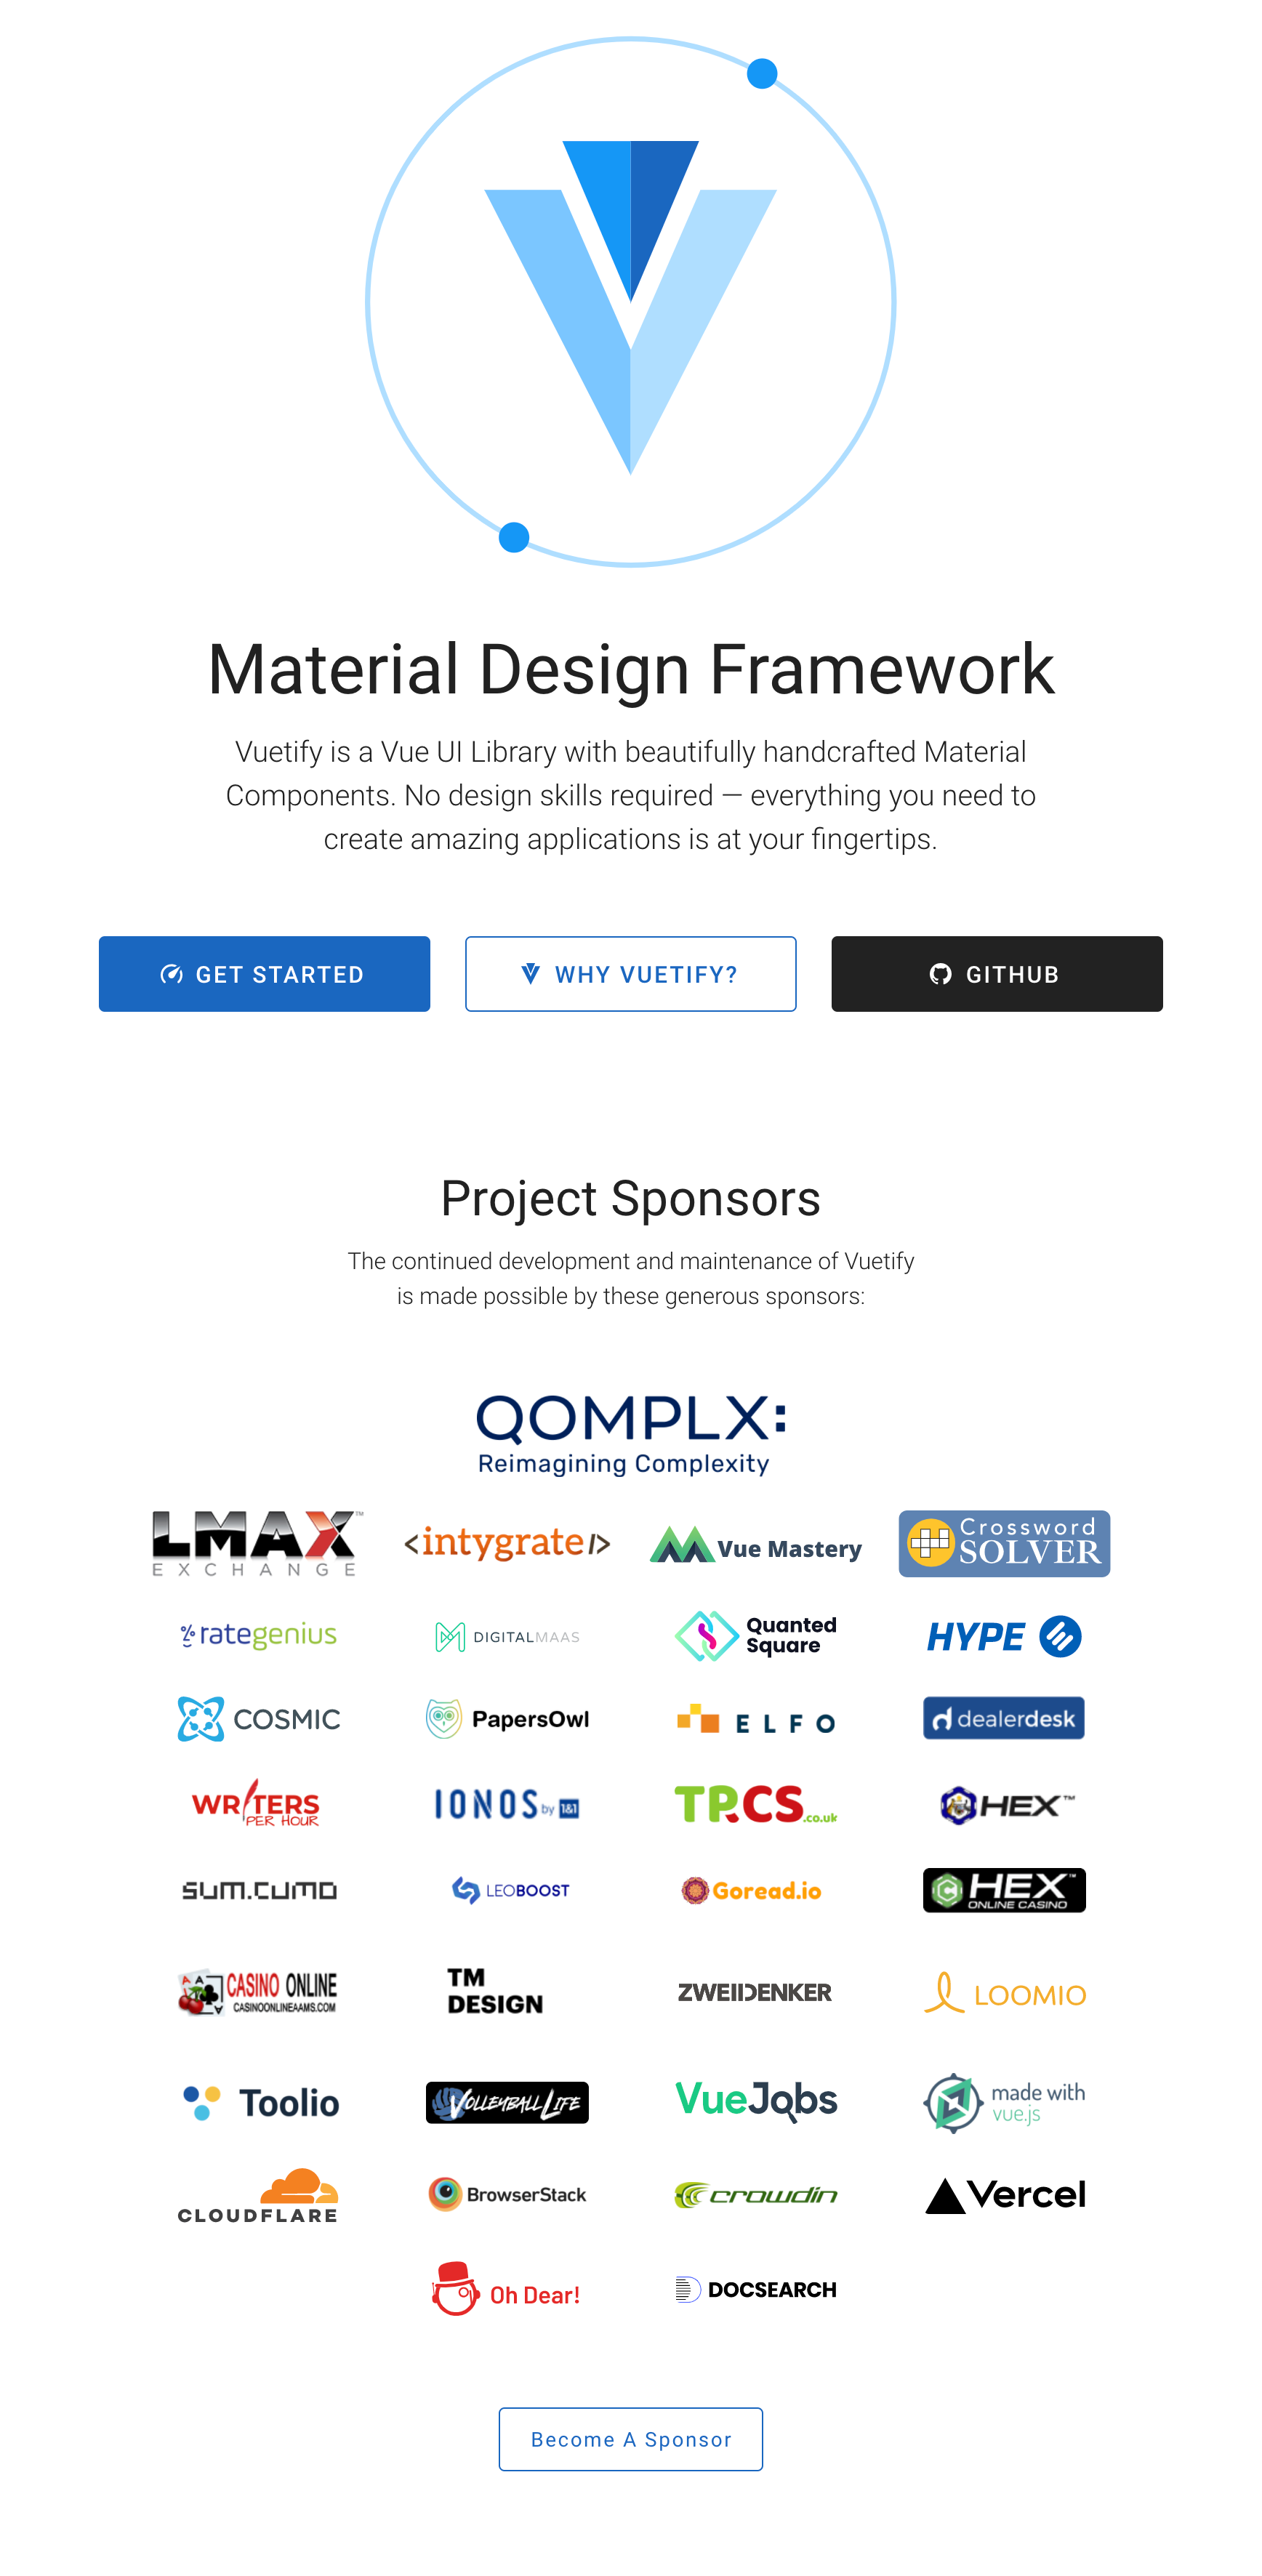 Material Design Framework
Vuetify is a Vue UI Library with beautifully handcrafted Material
Components. No design skills required — everything you need to
create amazing applications is at your fingertips.
GET STARTED
WHY VUETIFY?
GITHUB
Project Sponsors
The continued development and maintenance of Vuetify
is made possible by these generous sponsors:
QOMPLX:
Reimagining Complexity
LMAX™
EXCHANGE
<intygrate/>
Vue Mastery
Crossword
SOLVER
rategenius
DIGITALMAAS
Quanted
Square
HYPE
COSMIC
PapersOwl
ELFO
dealerdesk
WRITERS
PER HOUR
IONOS by 1&1
TPCS.co.uk
HEX™
sum.cumo
LEOBOOST
Goread.io
HEX™
ONLINE CASINO
CASINO ONLINE
CASINOONLINEAAMS.COM
TM
DESIGN
ZWEIIDENKER
LOOMIO
Toolio
VOLLEYBALL LIFE
VueJobs
made with
vue.js
CLOUDFLARE
BrowserStack
crowdin
Vercel
Oh Dear!
DOCSEARCH
Become A Sponsor